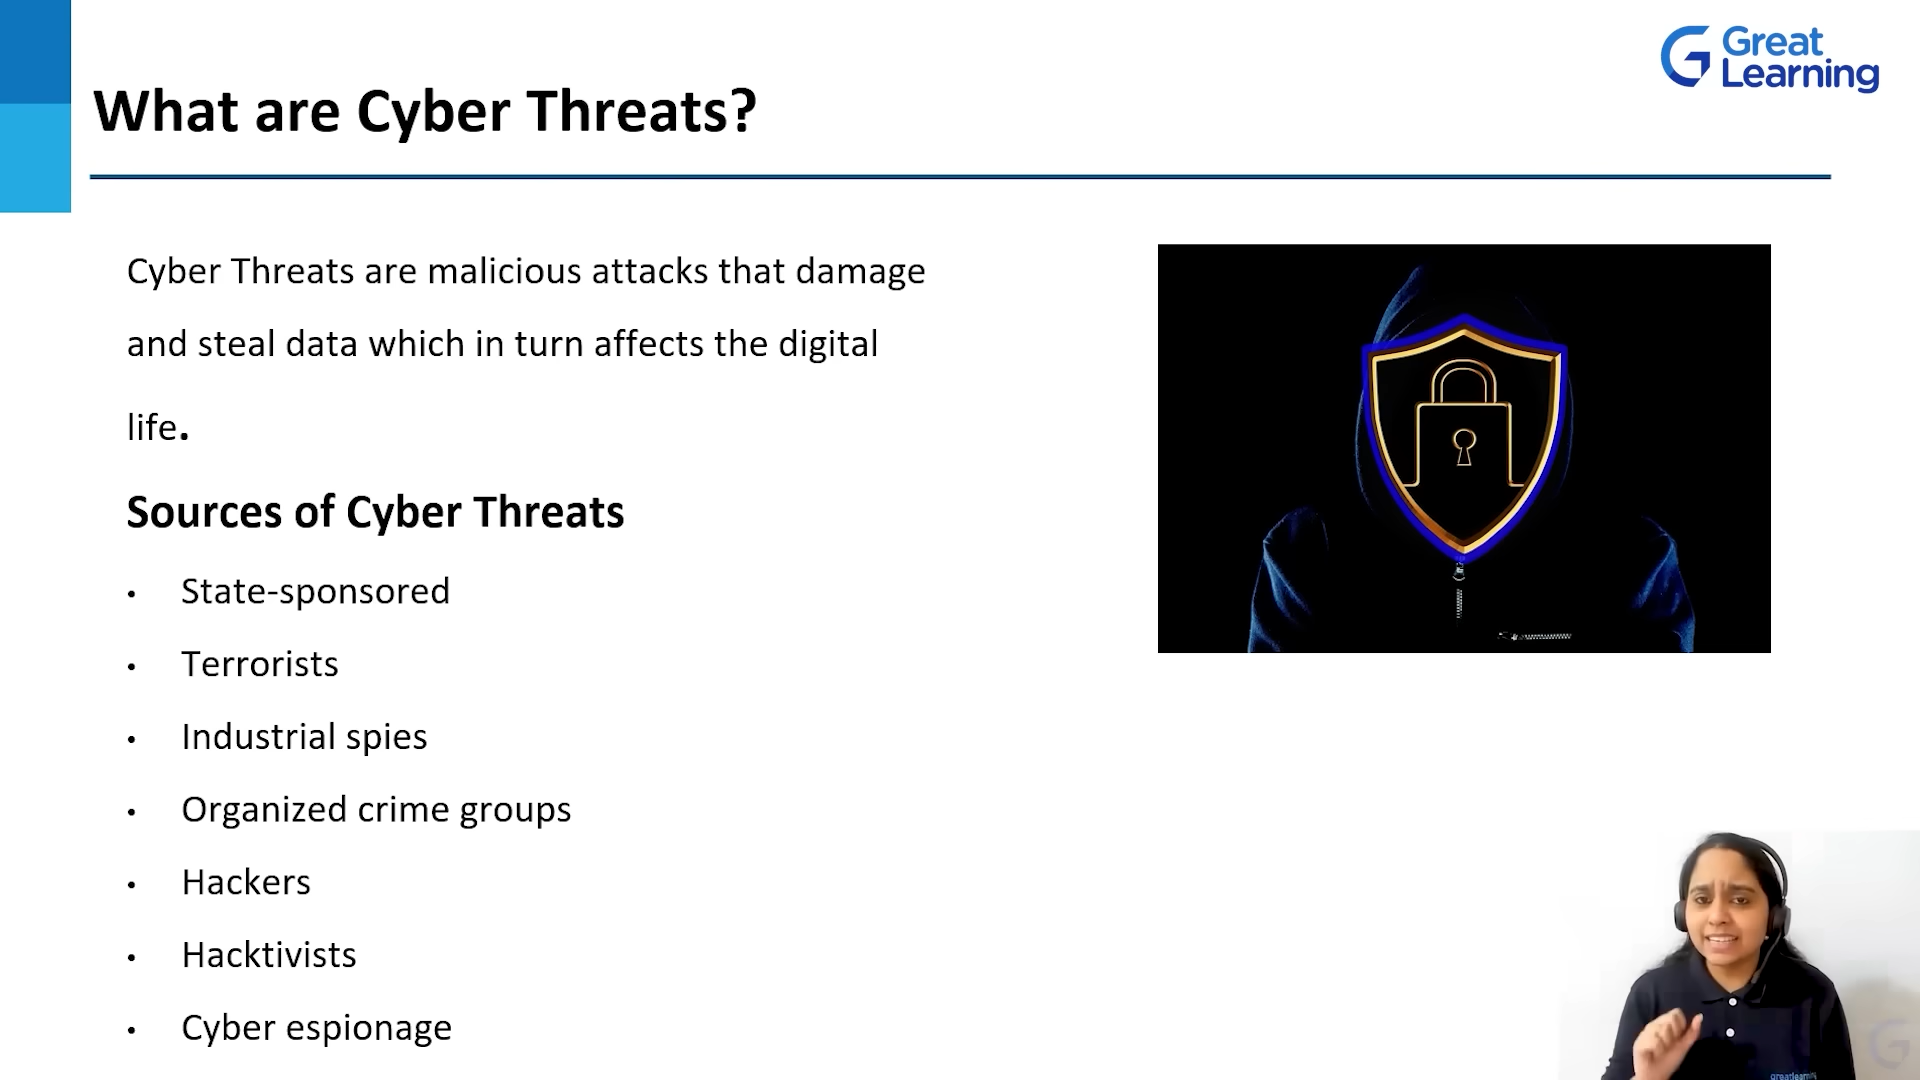 Great
Learning
What are Cyber Threats?
Cyber Threats are malicious attacks that damage
and steal data which in turn affects the digital
life.
Sources of Cyber Threats
• State-sponsored
• Terrorists
• Industrial spies
• Organized crime groups
• Hackers
• Hacktivists
• Cyber espionage
greatlearning